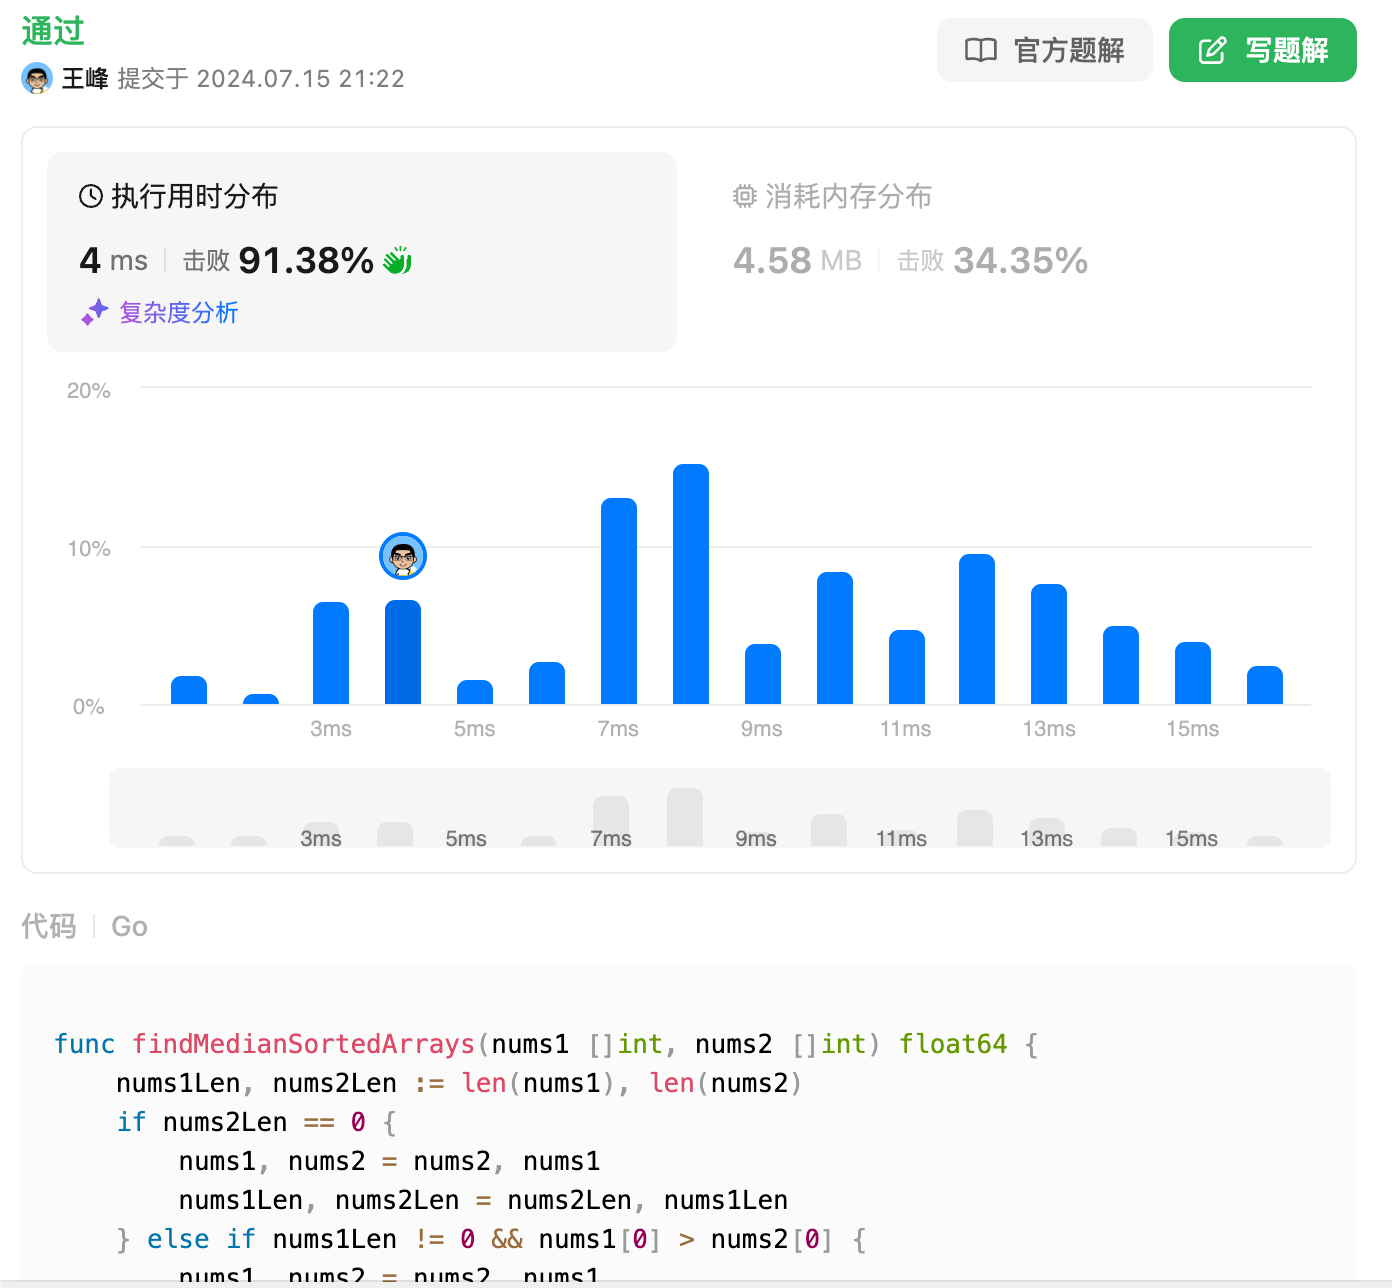 通过
官方题解
写题解
王峰 提交于 2024.07.15 21:22
执行用时分布
消耗内存分布
4 ms 击败 91.38%
4.58 MB 击败 34.35%
复杂度分析
20%
10%
0%
3ms 5ms 7ms 9ms 11ms 13ms 15ms
3ms 5ms 7ms 9ms 11ms 13ms 15ms
代码 Go
func findMedianSortedArrays(nums1 []int, nums2 []int) float64 {
    nums1Len, nums2Len := len(nums1), len(nums2)
    if nums2Len == 0 {
        nums1, nums2 = nums2, nums1
        nums1Len, nums2Len = nums2Len, nums1Len
    } else if nums1Len != 0 && nums1[0] > nums2[0] {
        nums1, nums2 = nums2, nums1